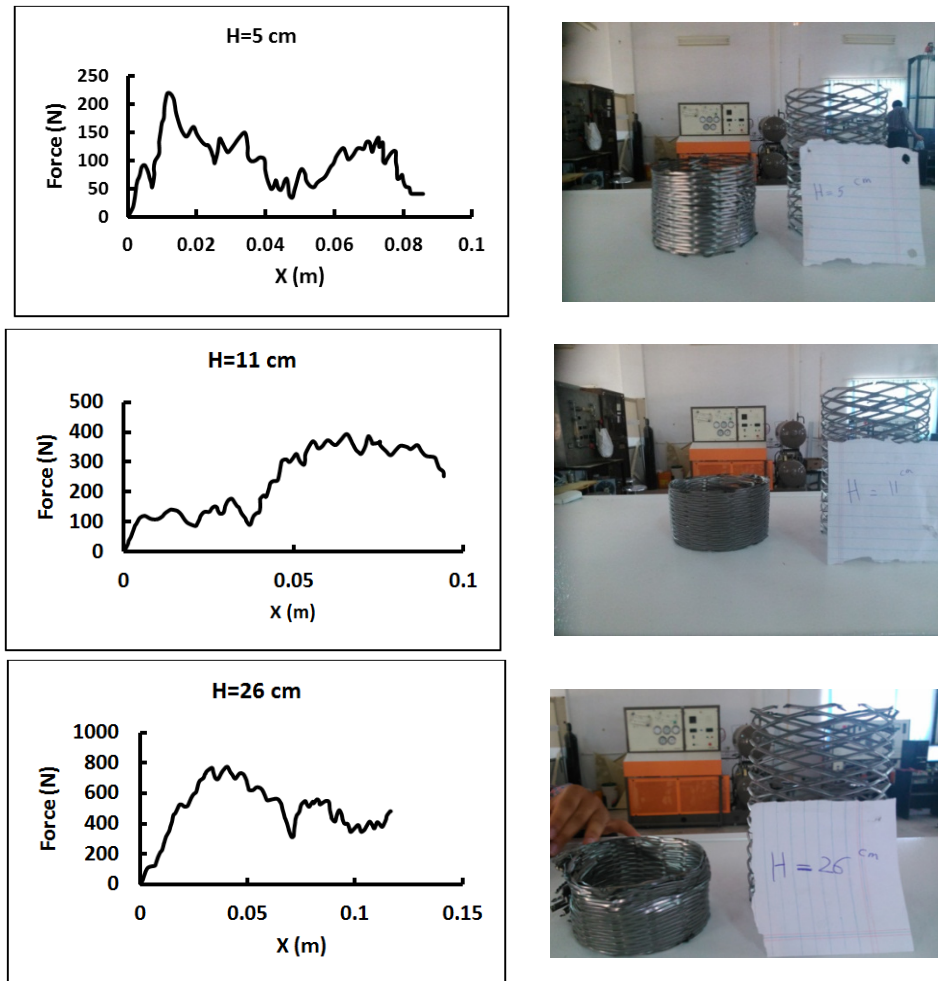 H=5 cm
250
200
150
100
50
0
Force (N)
0 0.02 0.04 0.06 0.08 0.1
X (m)
H=5 cm
H=11 cm
500
400
300
200
100
0
Force (N)
0 0.05 0.1
X (m)
H = 11 cm
H=26 cm
1000
800
600
400
200
0
Force (N)
0 0.05 0.1 0.15
X (m)
H = 26 cm